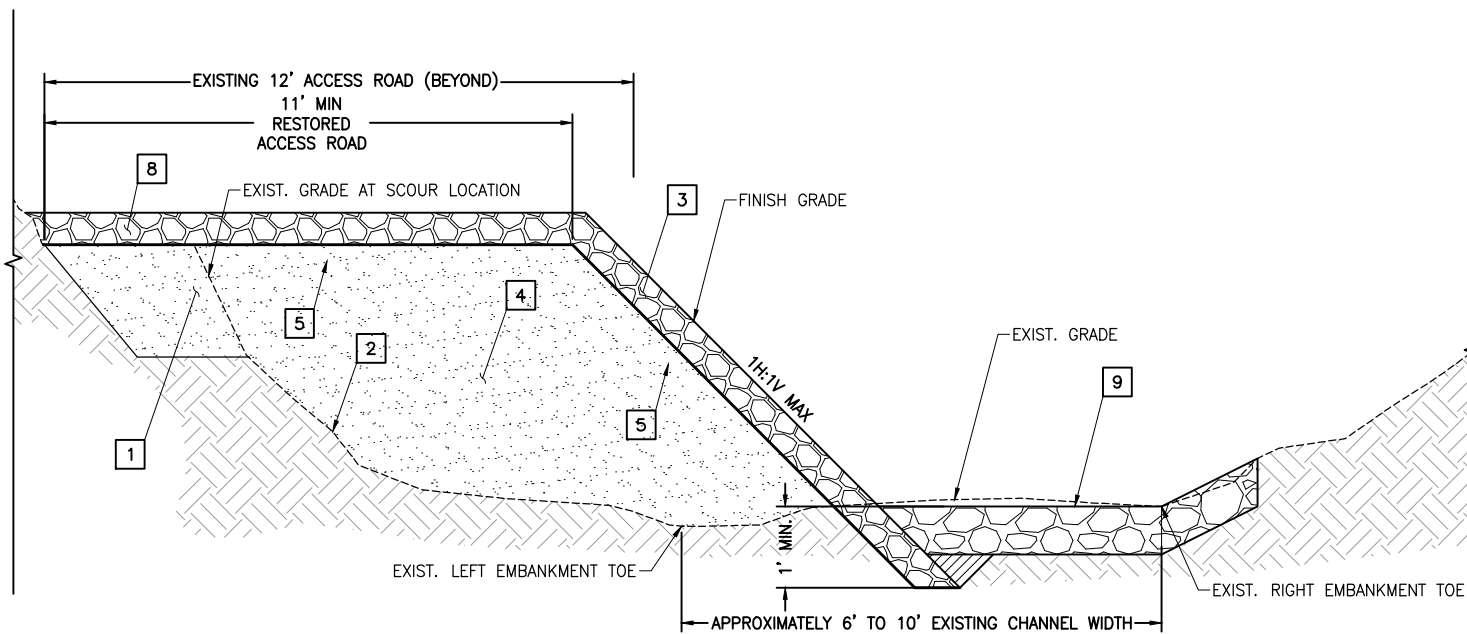 EXISTING 12' ACCESS ROAD (BEYOND)
11' MIN
RESTORED
ACCESS ROAD
8
EXIST. GRADE AT SCOUR LOCATION
3
FINISH GRADE
5
4
2
EXIST. GRADE
1H:1V MAX
9
1
5
1' MIN.
EXIST. LEFT EMBANKMENT TOE
EXIST. RIGHT EMBANKMENT TOE
APPROXIMATELY 6' TO 10' EXISTING CHANNEL WIDTH